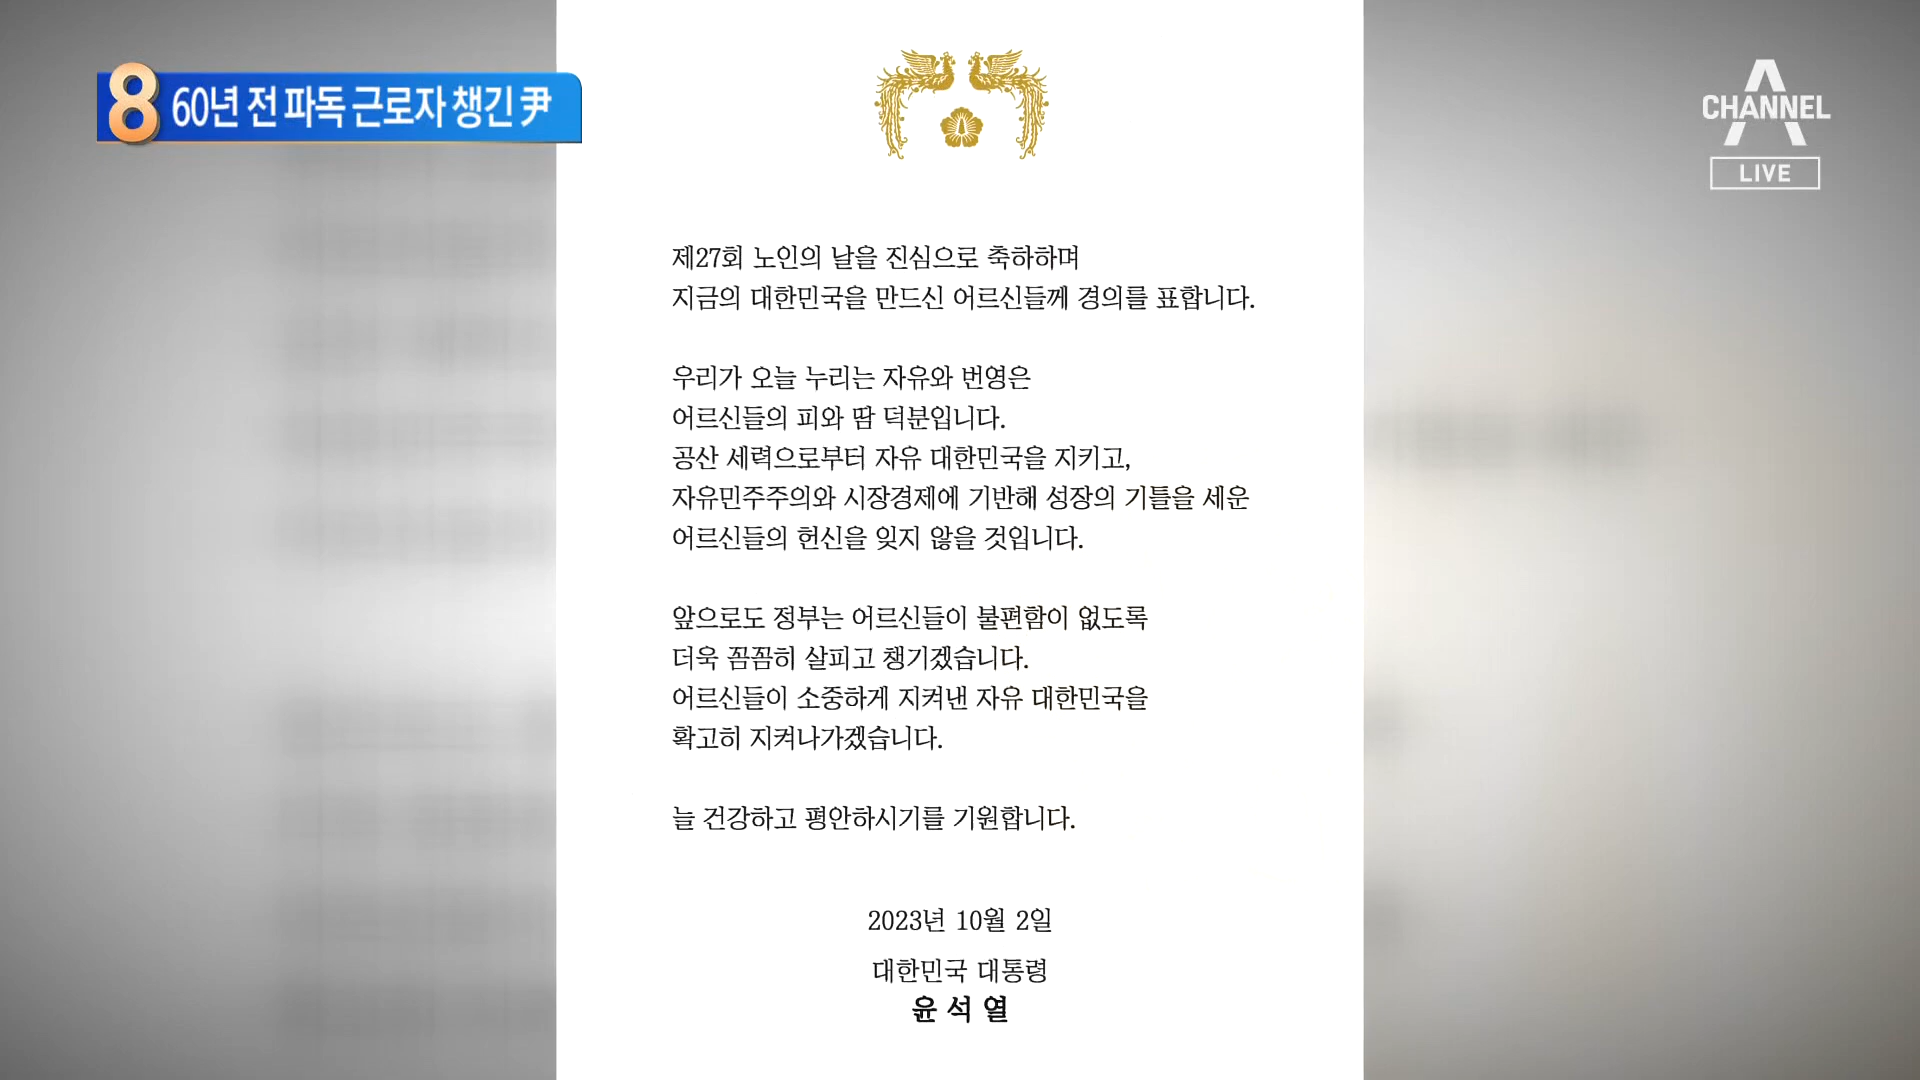 8 60년 전 파독 근로자 챙긴 尹
CHANNEL A
LIVE
제27회 노인의 날을 진심으로 축하하며
지금의 대한민국을 만드신 어르신들께 경의를 표합니다.
우리가 오늘 누리는 자유와 번영은
어르신들의 피와 땀 덕분입니다.
공산 세력으로부터 자유 대한민국을 지키고,
자유민주주의와 시장경제에 기반해 성장의 기틀을 세운
어르신들의 헌신을 잊지 않을 것입니다.
앞으로도 정부는 어르신들이 불편함이 없도록
더욱 꼼꼼히 살피고 챙기겠습니다.
어르신들이 소중하게 지켜낸 자유 대한민국을
확고히 지켜나가겠습니다.
늘 건강하고 평안하시기를 기원합니다.
2023년 10월 2일
대한민국 대통령
윤석열